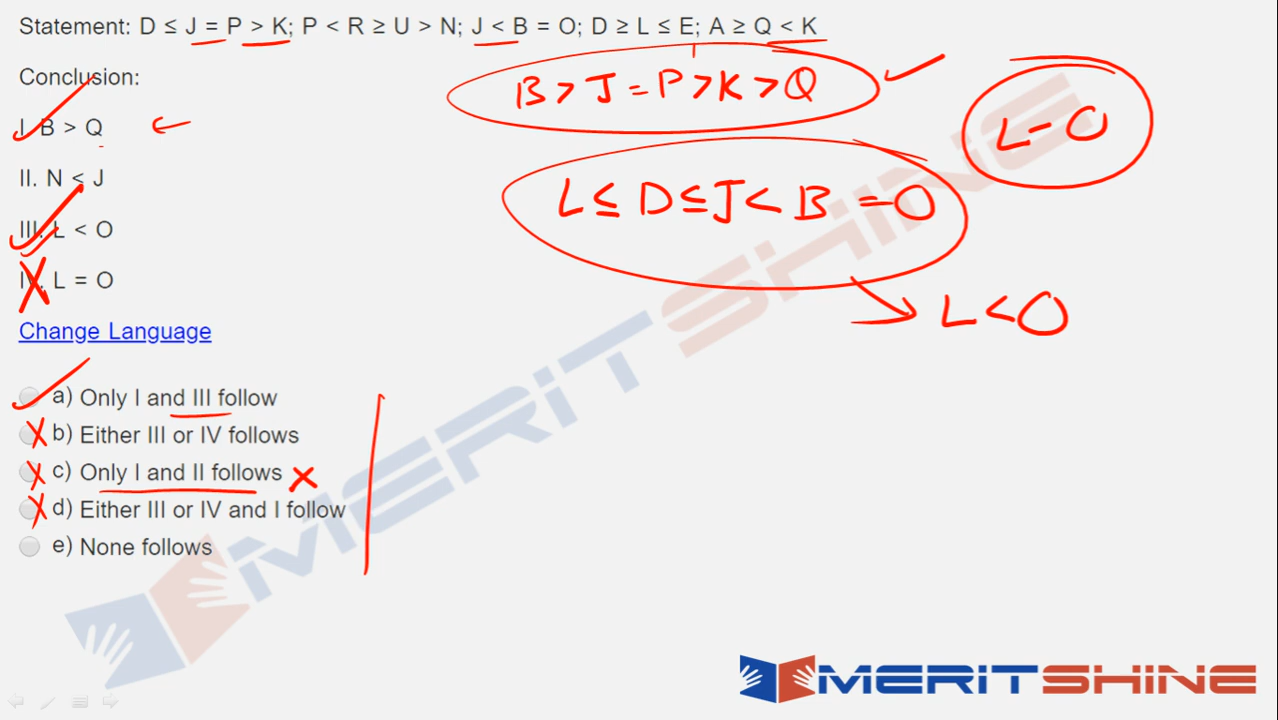 Statement: D ≤ J = P > K; P < R ≥ U > N; J < B = O; D ≥ L ≤ E; A ≥ Q < K
Conclusion:
B > J = P > K > Q
L - O
I. B > Q
II. N < J
L ≤ D ≤ J < B = O
III. L < O
IV. L = O
L < O
Change Language
a) Only I and III follow
b) Either III or IV follows
c) Only I and II follows
d) Either III or IV and I follow
e) None follows
MERiTSHINE
MERITSHINE